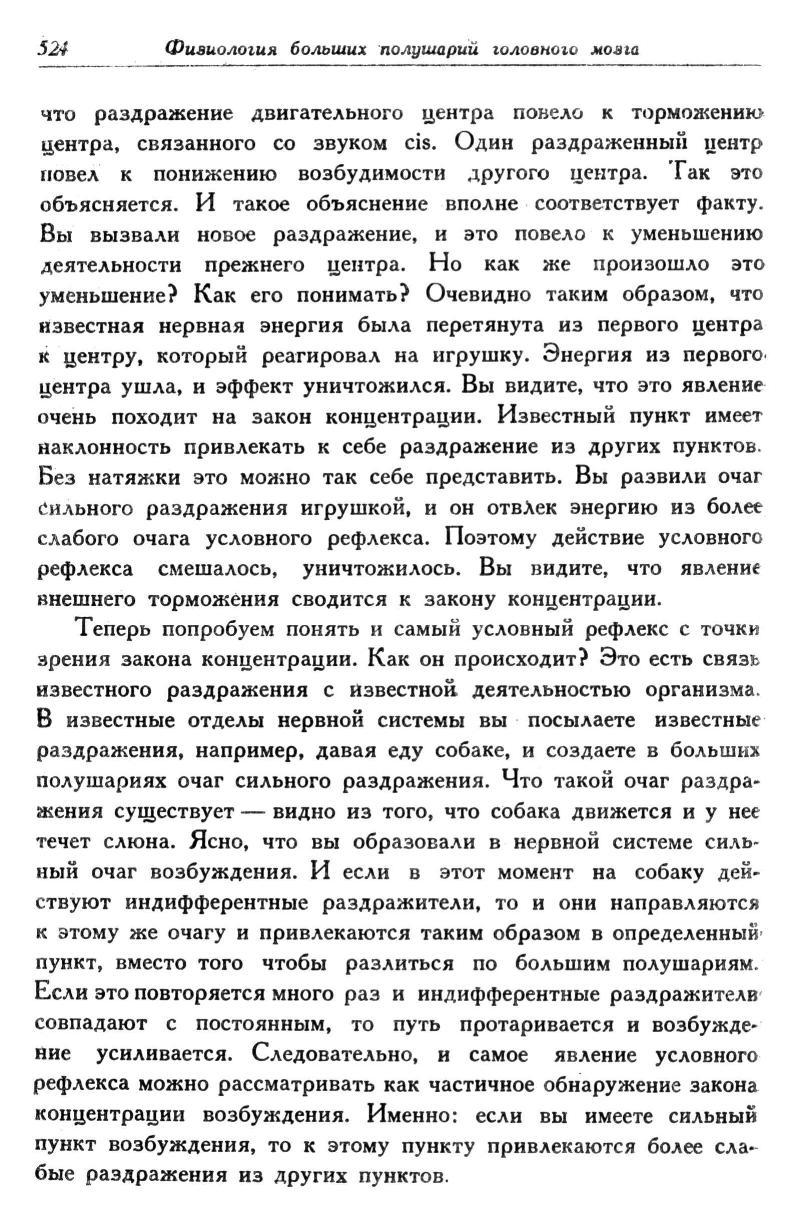 524 Физиология больших полушарий головного мозга
что раздражение двигательного центра повело к торможению
центра, связанного со звуком cis. Один раздраженный центр
повел к понижению возбудимости другого центра. Так это
объясняется. И такое объяснение вполне соответствует факту.
Вы вызвали новое раздражение, и это повело к уменьшению
деятельности прежнего центра. Но как же произошло это
уменьшение? Как его понимать? Очевидно таким образом, что
известная нервная энергия была перетянута из первого центра
к центру, который реагировал на игрушку. Энергия из первого
центра ушла, и эффект уничтожился. Вы видите, что это явление
очень походит на закон концентрации. Известный пункт имеет
наклонность привлекать к себе раздражение из других пунктов.
Без натяжки это можно так себе представить. Вы развили очаг
сильного раздражения игрушкой, и он отвлек энергию из более
слабого очага условного рефлекса. Поэтому действие условного
рефлекса смешалось, уничтожилось. Вы видите, что явление
внешнего торможения сводится к закону концентрации.
Теперь попробуем понять и самый условный рефлекс с точки
зрения закона концентрации. Как он происходит? Это есть связь
известного раздражения с известной деятельностью организма.
В известные отделы нервной системы вы посылаете известные
раздражения, например, давая еду собаке, и создаете в больших
полушариях очаг сильного раздражения. Что такой очаг раздра-
жения существует — видно из того, что собака движется и у нее
течет слюна. Ясно, что вы образовали в нервной системе силь-
ный очаг возбуждения. И если в этот момент на собаку дей-
ствуют индифферентные раздражители, то и они направляются
к этому же очагу и привлекаются таким образом в определенный
пункт, вместо того чтобы разлиться по большим полушариям.
Если это повторяется много раз и индифферентные раздражители
совпадают с постоянным, то путь проторивается и возбужде-
ние усиливается. Следовательно, и самое явление условного
рефлекса можно рассматривать как частичное обнаружение закона
концентрации возбуждения. Именно: если вы имеете сильный
пункт возбуждения, то к этому пункту привлекаются более сла-
бые раздражения из других пунктов.